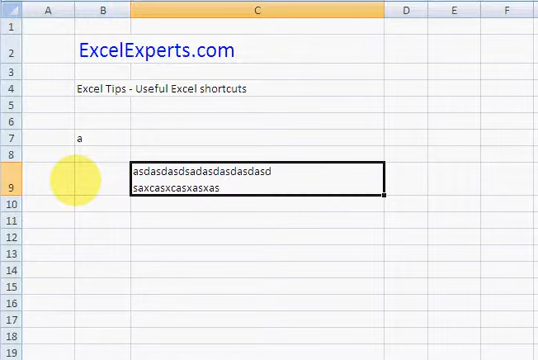 A B C D E F
1
2 ExcelExperts.com
3
4 Excel Tips - Useful Excel shortcuts
5
6
7 a
8
asdasdasdsadasdasdasdasd
9 saxcasxcasxasxas
10
11
12
13
14
15
16
17
18
19